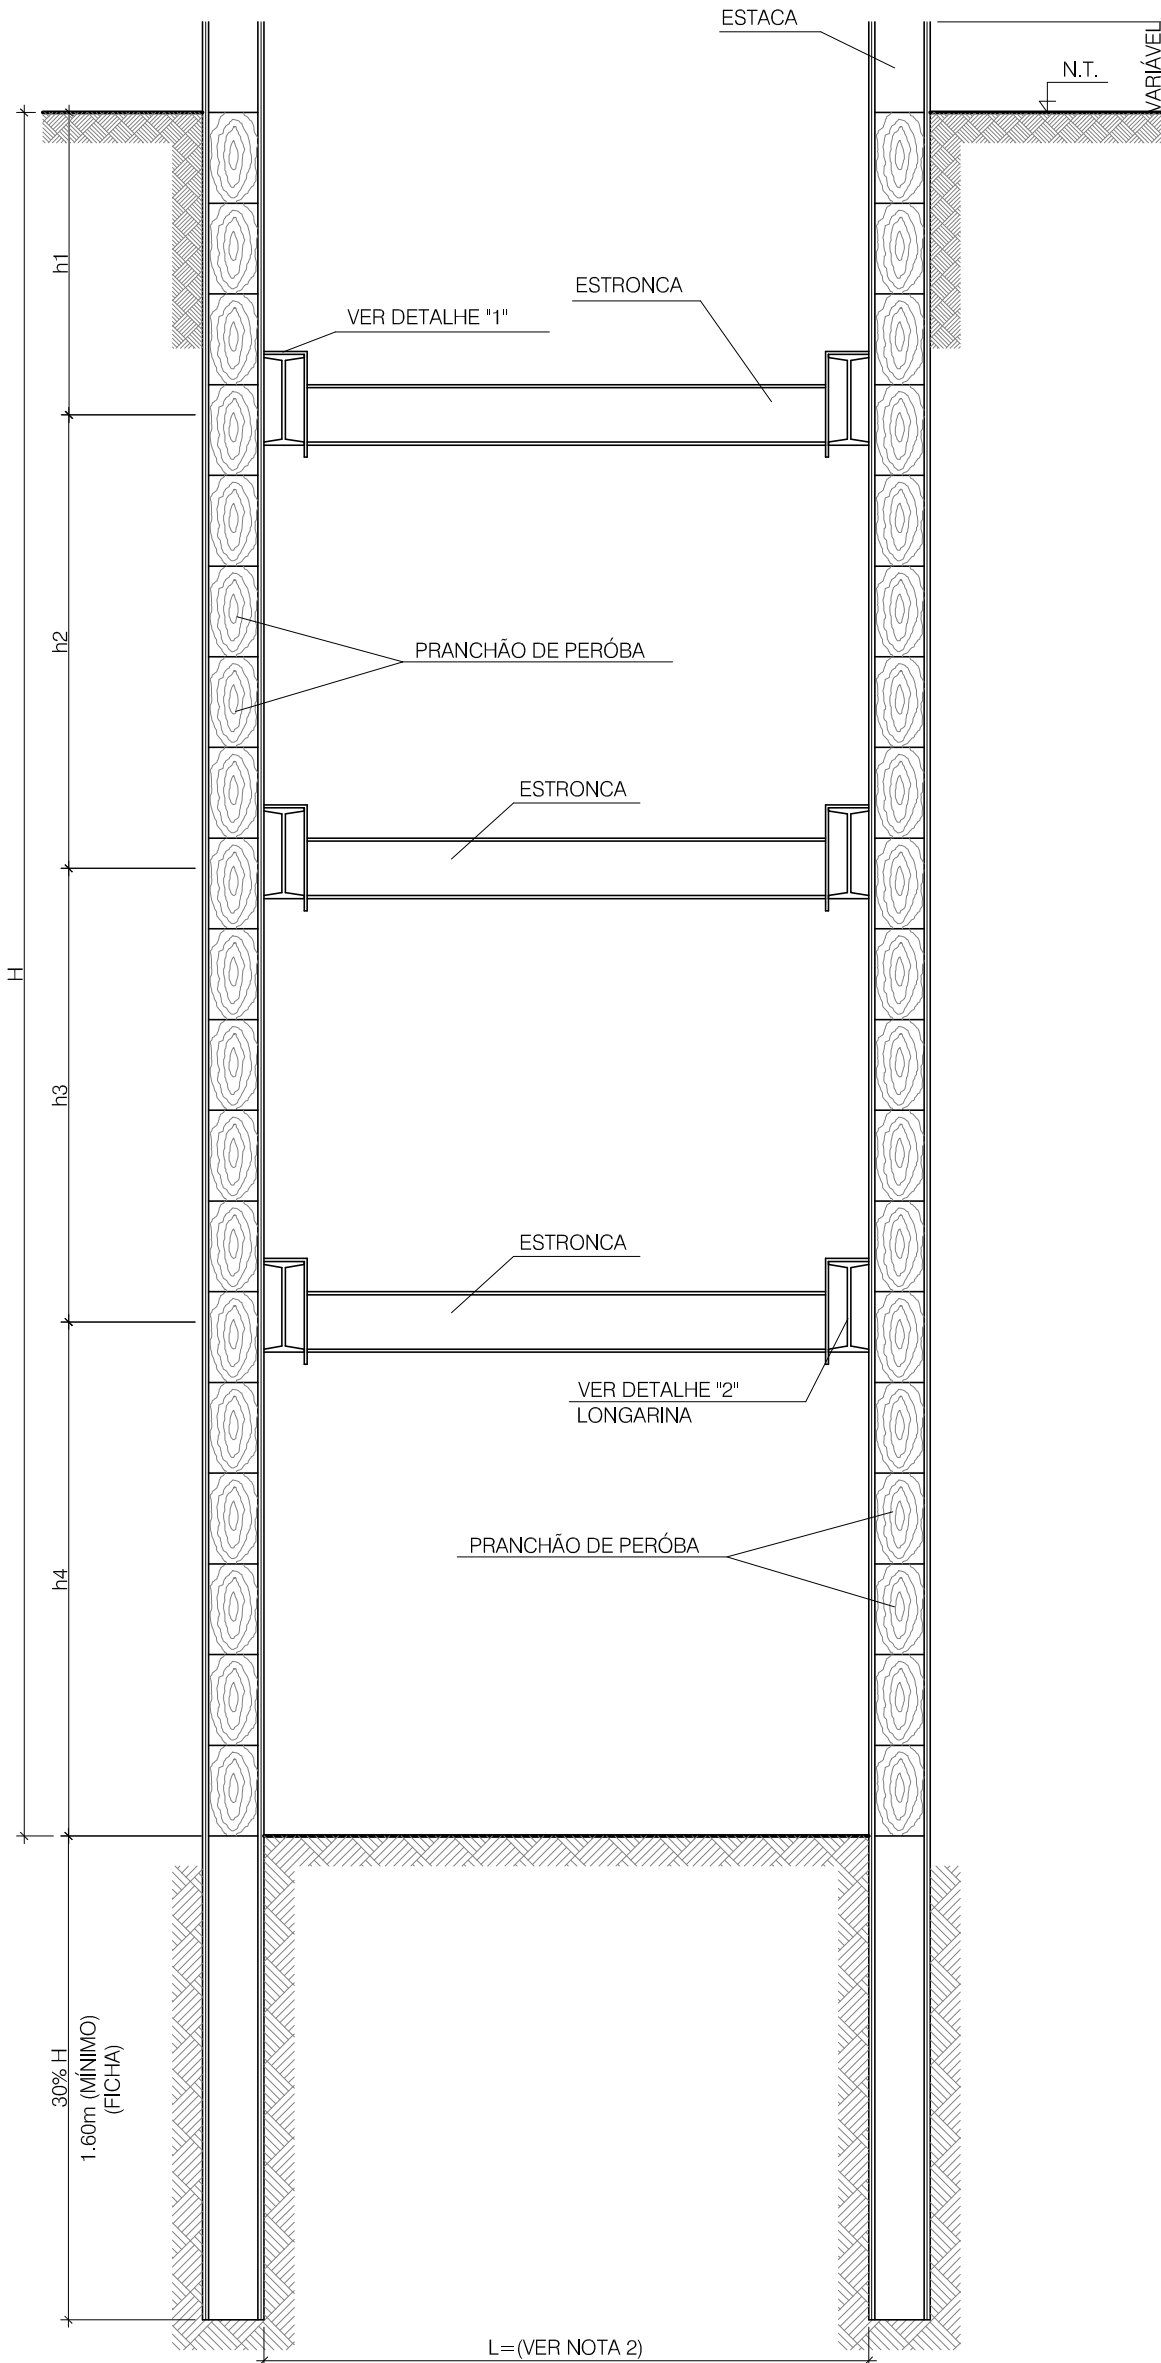 ESTACA
VARIÁVEL
N.T.
h1
ESTRONCA
VER DETALHE "1"
h2
PRANCHÃO DE PERÓBA
ESTRONCA
H
h3
ESTRONCA
VER DETALHE "2"
LONGARINA
PRANCHÃO DE PERÓBA
h4
30% H
1.60m (MÍNIMO)
(FICHA)
L=(VER NOTA 2)